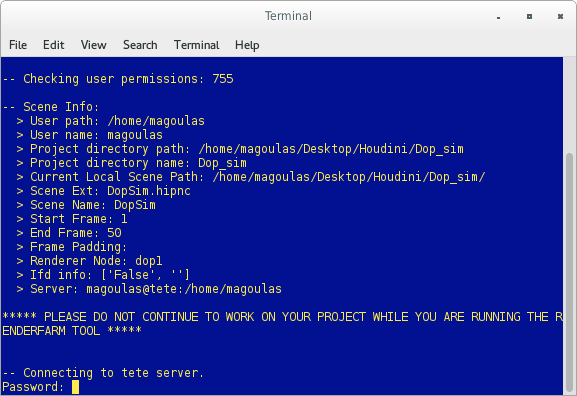 Terminal
File Edit View Search Terminal Help
-- Checking user permissions: 755
-- Scene Info:
> User path: /home/magoulas
> User name: magoulas
> Project directory path: /home/magoulas/Desktop/Houdini/Dop_sim
> Project directory name: Dop_sim
> Current Local Scene Path: /home/magoulas/Desktop/Houdini/Dop_sim/
> Scene Ext: DopSim.hipnc
> Scene Name: DopSim
> Start Frame: 1
> End Frame: 50
> Frame Padding:
> Renderer Node: dop1
> Ifd info: ['False', '']
> Server: magoulas@tete:/home/magoulas
***** PLEASE DO NOT CONTINUE TO WORK ON YOUR PROJECT WHILE YOU ARE RUNNING THE R
ENDERFARM TOOL *****
-- Connecting to tete server.
Password: